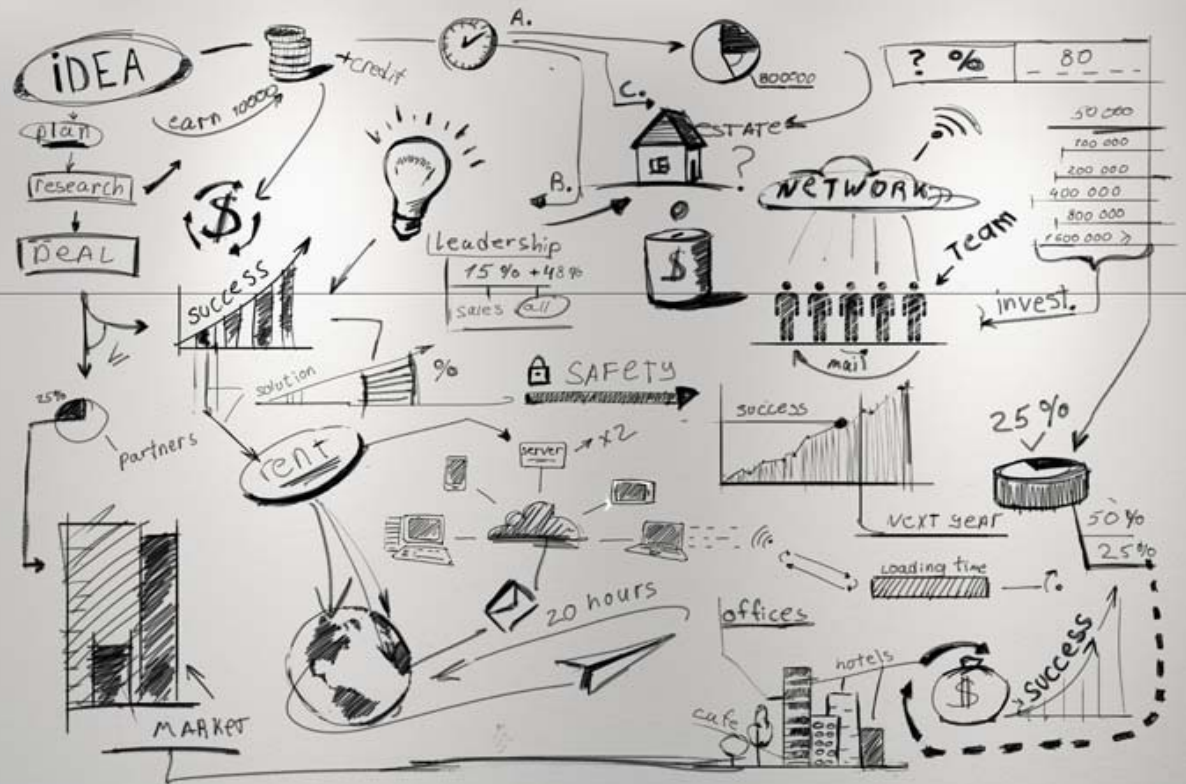 iDEA
+credit
earn 10000
plan
research
DEAL
A.
800000
C.
ESTATE
?
B.
? %
80
50 000
100 000
200 000
400 000
800 000
1600 000
invest.
$
success
Leadership
15% +48%
sales all
$
NETWORK
Team
mail
solution
%
SAFETY
25%
partners
rent
server
x2
success
NEXT year
25%
50%
25%
Loading time
20 hours
offices
hotels
cafe
$
success
MARKET